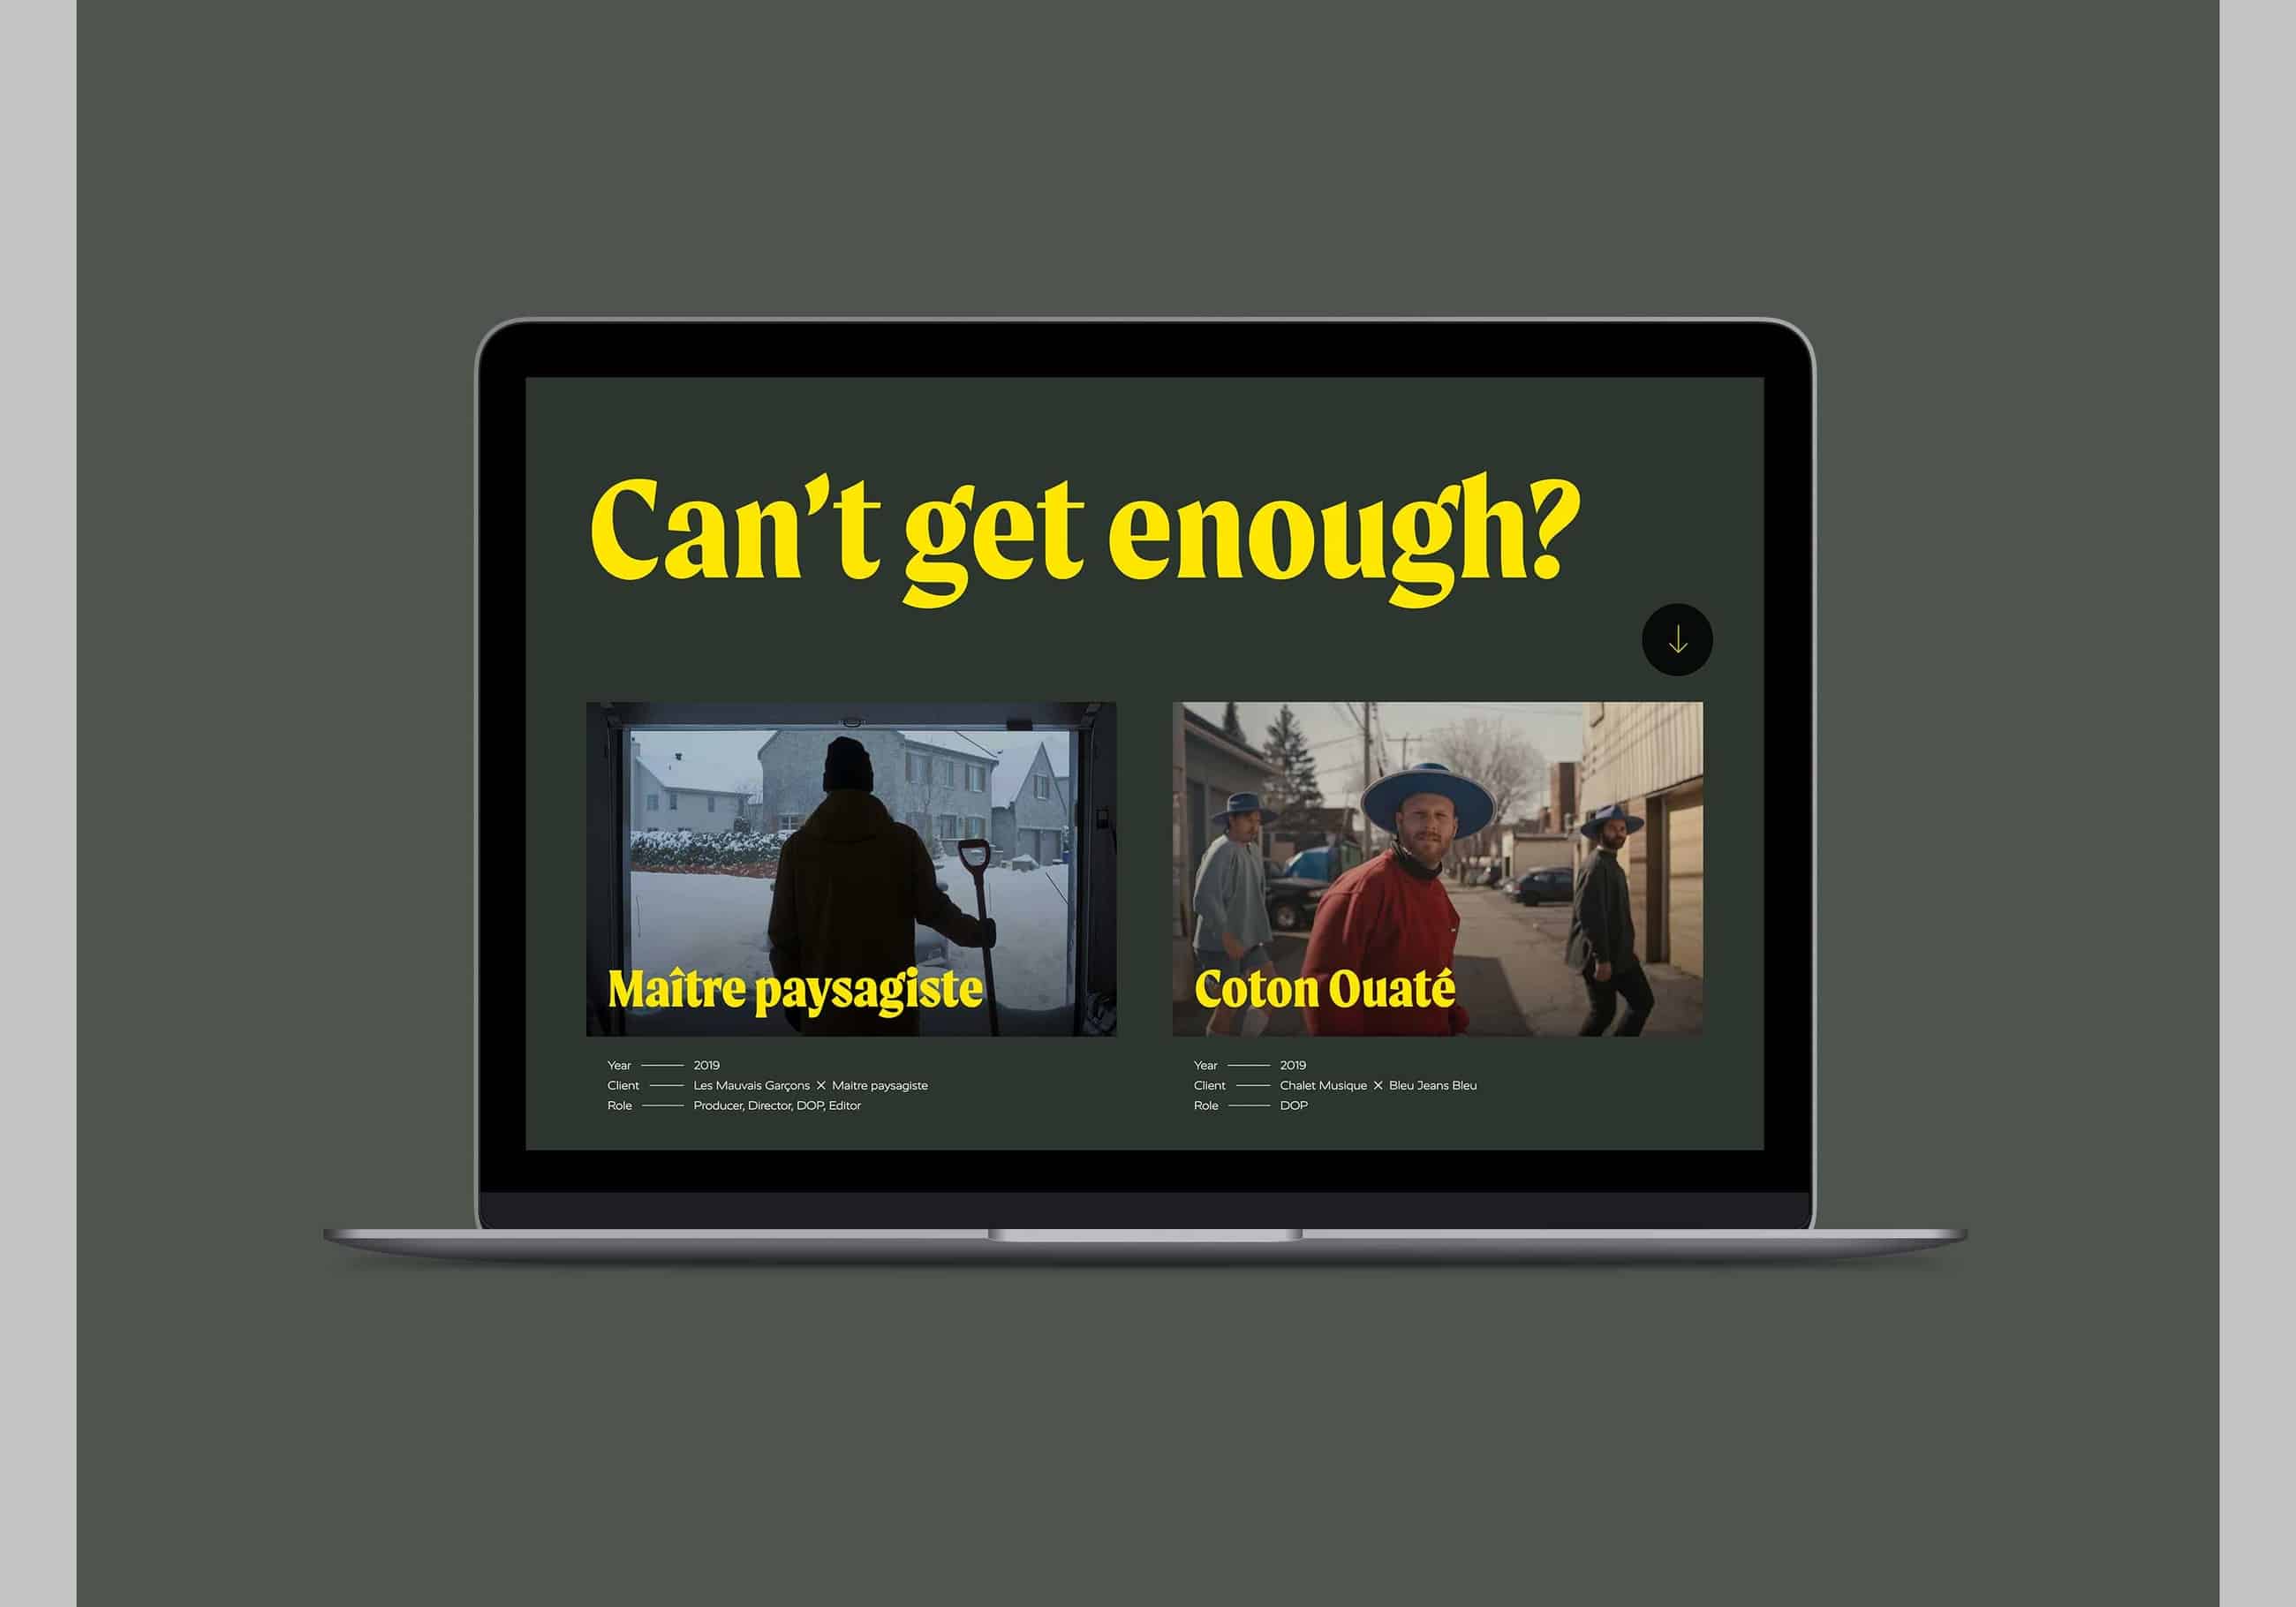 Can't get enough?
Maître paysagiste
Year 2019
Client Les Mauvais Garçons × Maitre paysagiste
Role Producer, Director, DOP, Editor
Coton Ouaté
Year 2019
Client Chalet Musique × Bleu Jeans Bleu
Role DOP